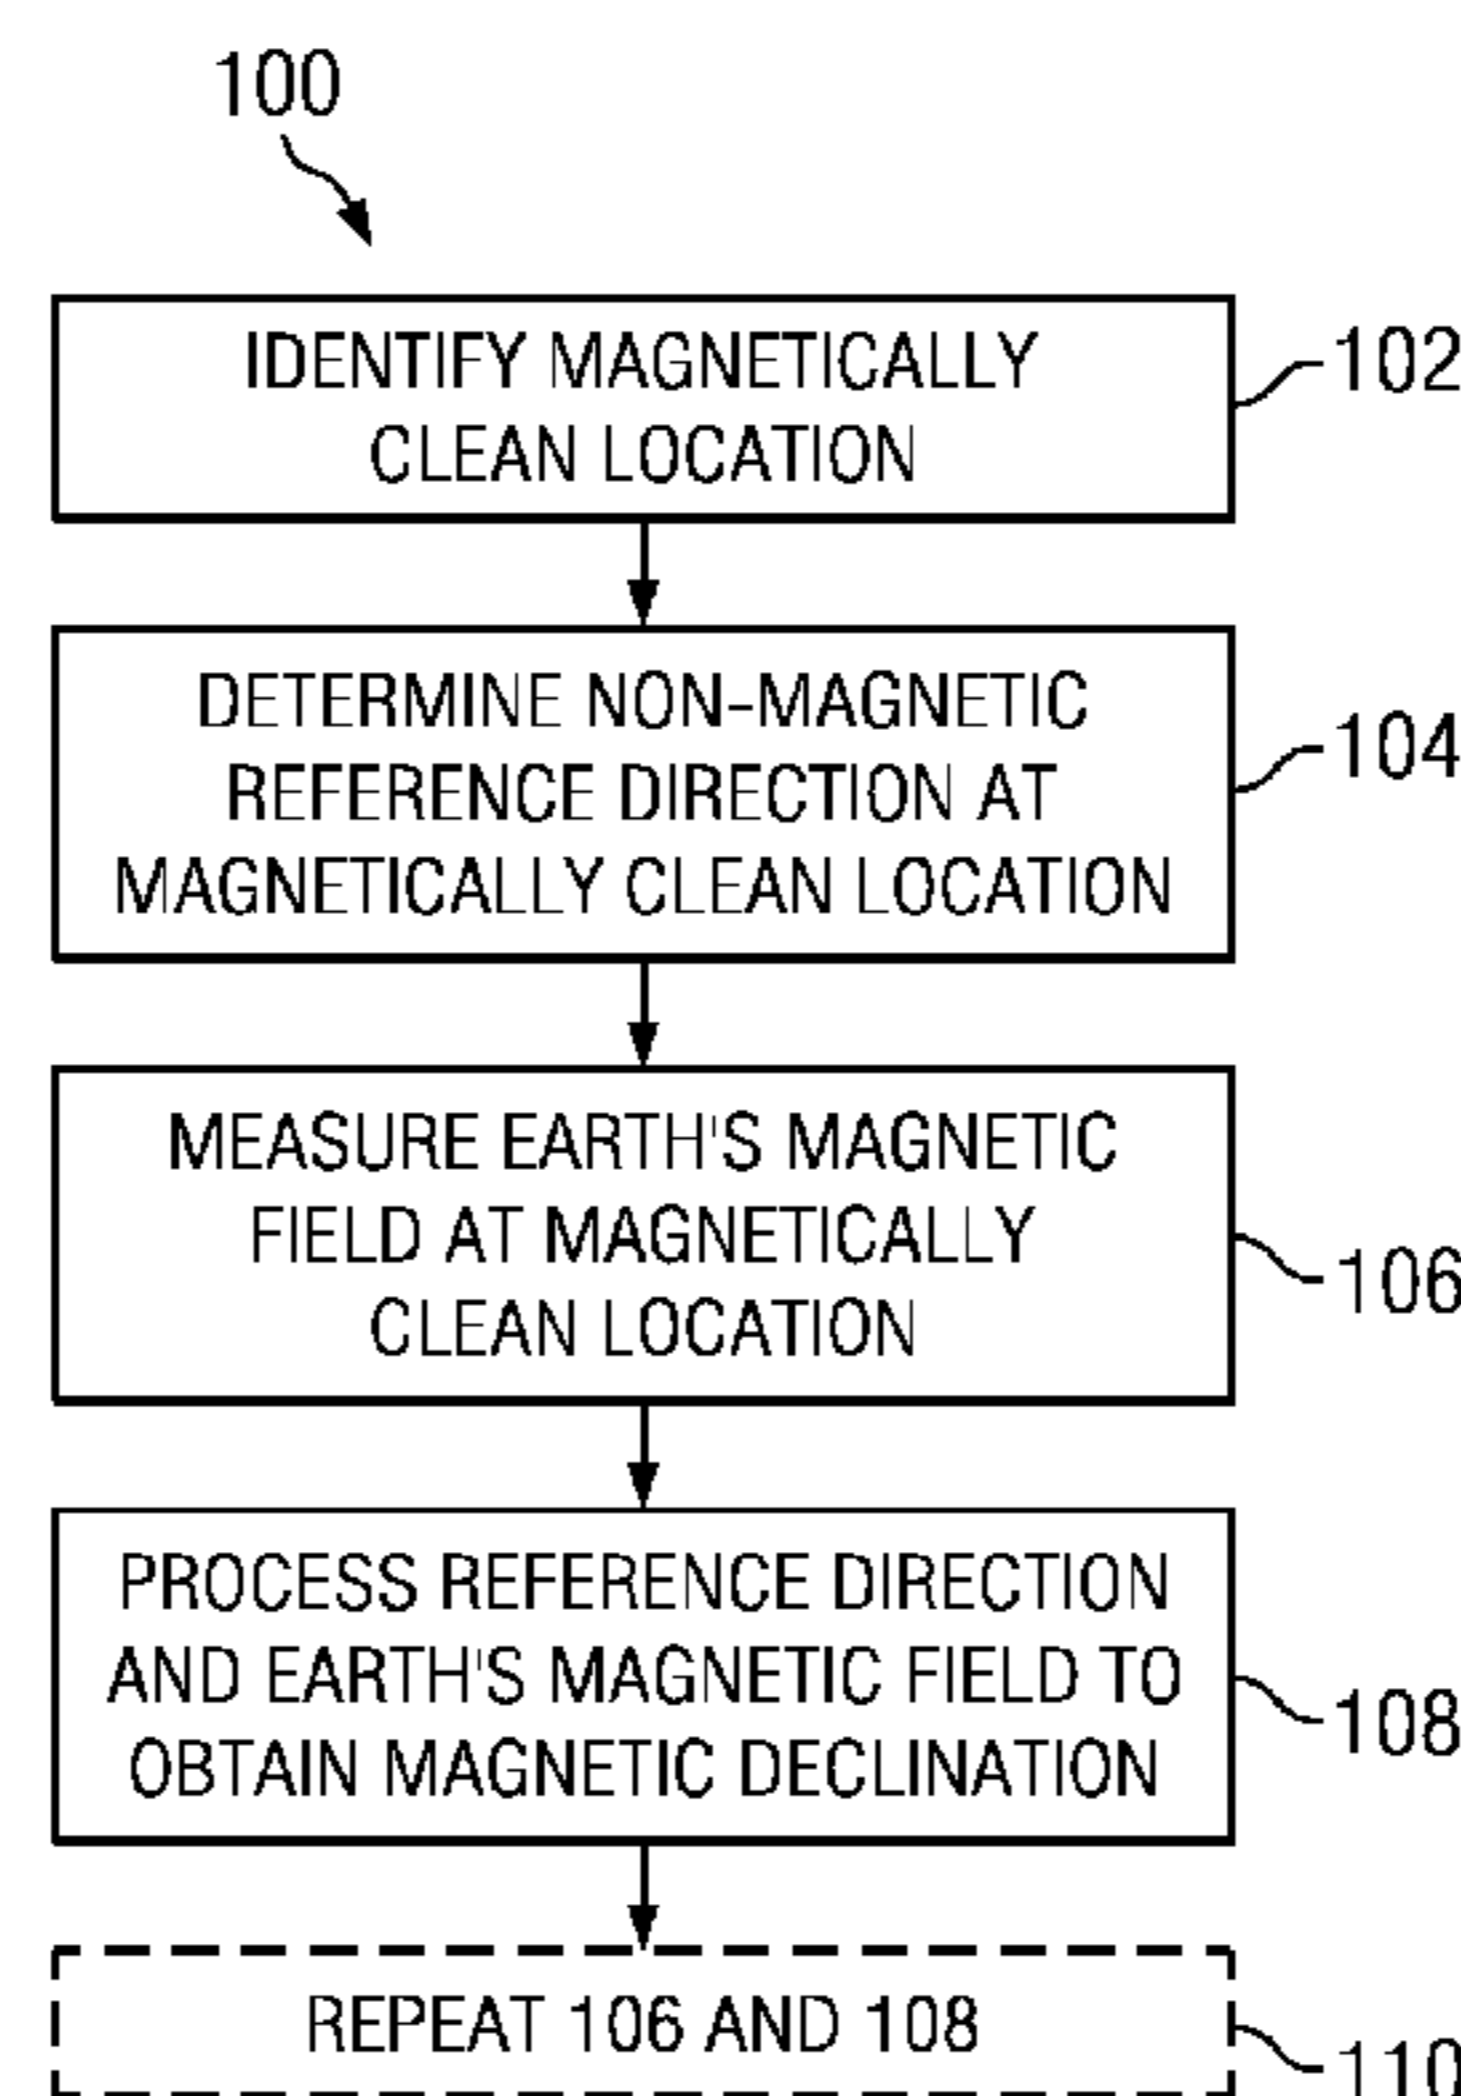 100
IDENTIFY MAGNETICALLY
CLEAN LOCATION
102
DETERMINE NON-MAGNETIC
REFERENCE DIRECTION AT
MAGNETICALLY CLEAN LOCATION
104
MEASURE EARTH'S MAGNETIC
FIELD AT MAGNETICALLY
CLEAN LOCATION
106
PROCESS REFERENCE DIRECTION
AND EARTH'S MAGNETIC FIELD TO
OBTAIN MAGNETIC DECLINATION
108
REPEAT 106 AND 108
110